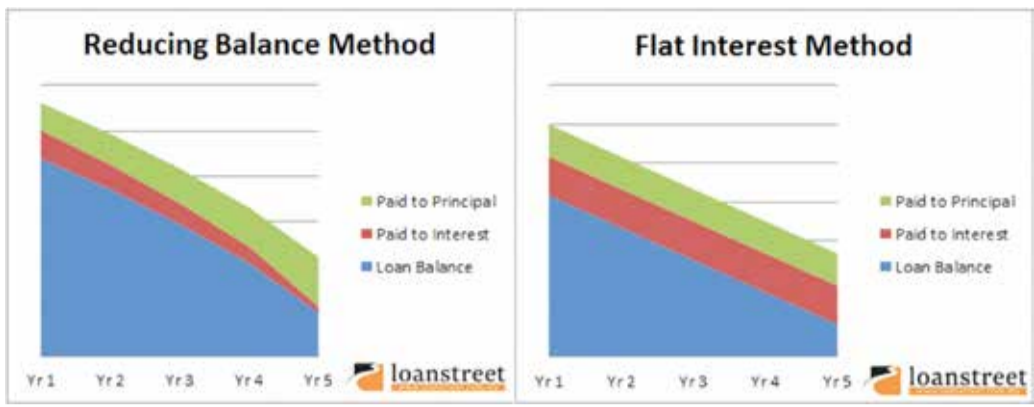 Reducing Balance Method
Paid to Principal
Paid to Interest
Loan Balance
Yr 1 Yr 2 Yr 3 Yr 4 Yr 5
loanstreet
Flat Interest Method
Paid to Principal
Paid to Interest
Loan Balance
Yr 1 Yr 2 Yr 3 Yr 4 Yr 5
loanstreet